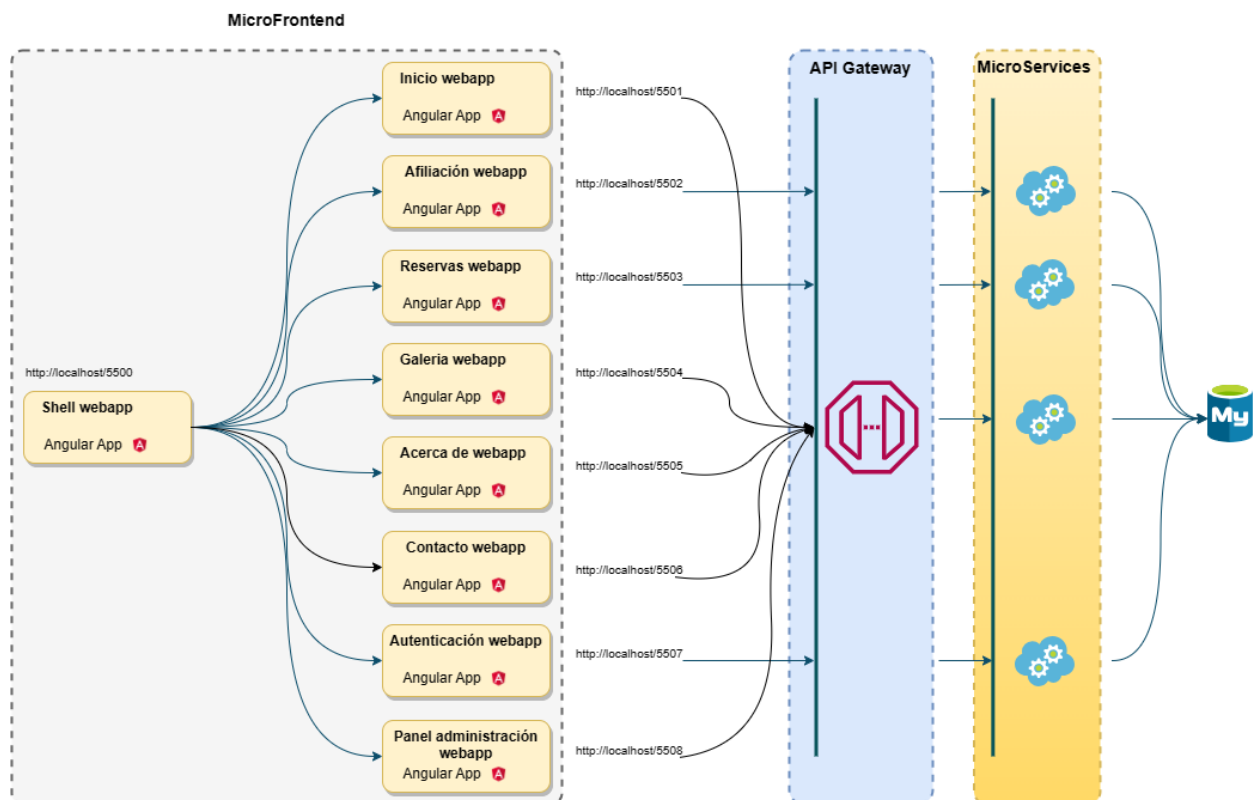 MicroFrontend
Inicio webapp
Angular App
http://localhost/5501
Afiliación webapp
Angular App
http://localhost/5502
Reservas webapp
Angular App
http://localhost/5503
Galeria webapp
Angular App
http://localhost/5504
http://localhost/5500
Shell webapp
Angular App
Acerca de webapp
Angular App
http://localhost/5505
Contacto webapp
Angular App
http://localhost/5506
Autenticación webapp
Angular App
http://localhost/5507
Panel administración
webapp
Angular App
http://localhost/5508
API Gateway
MicroServices
My